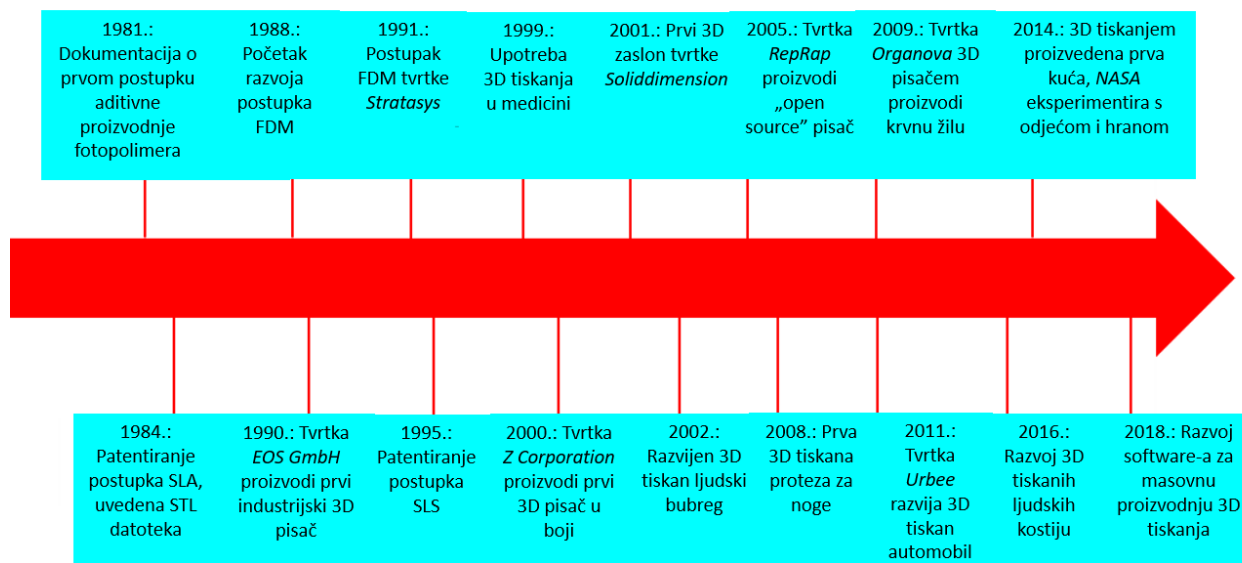 1981.:
Dokumentacija o
prvom postupku
aditivne
proizvodnje
fotopolimera
1988.:
Početak
razvoja
postupka
FDM
1991.:
Postupak
FDM tvrtke
Stratasys
1999.:
Upotreba
3D tiskanja
u medicini
2001.: Prvi 3D
zaslon tvrtke
Soliddimension
2005.: Tvrtka
RepRap
proizvodi
„open
source” pisač
2009.: Tvrtka
Organova 3D
pisačem
proizvodi
krvnu žilu
2014.: 3D tiskanjem
proizvedena prva
kuća, NASA
eksperimentira s
odjećom i hranom
1984.:
Patentiranje
postupka SLA,
uvedena STL
datoteka
1990.: Tvrtka
EOS GmbH
proizvodi prvi
industrijski 3D
pisač
1995.:
Patentiranje
postupka
SLS
2000.: Tvrtka
Z Corporation
proizvodi prvi
3D pisač u
boji
2002.:
Razvijen 3D
tiskan ljudski
bubreg
2008.: Prva
3D tiskana
proteza za
noge
2011.:
Tvrtka
Urbee
razvija 3D
tiskan
automobil
2016.:
Razvoj 3D
tiskanih
ljudskih
kostiju
2018.: Razvoj
software-a za
masovnu
proizvodnju 3D
tiskanja